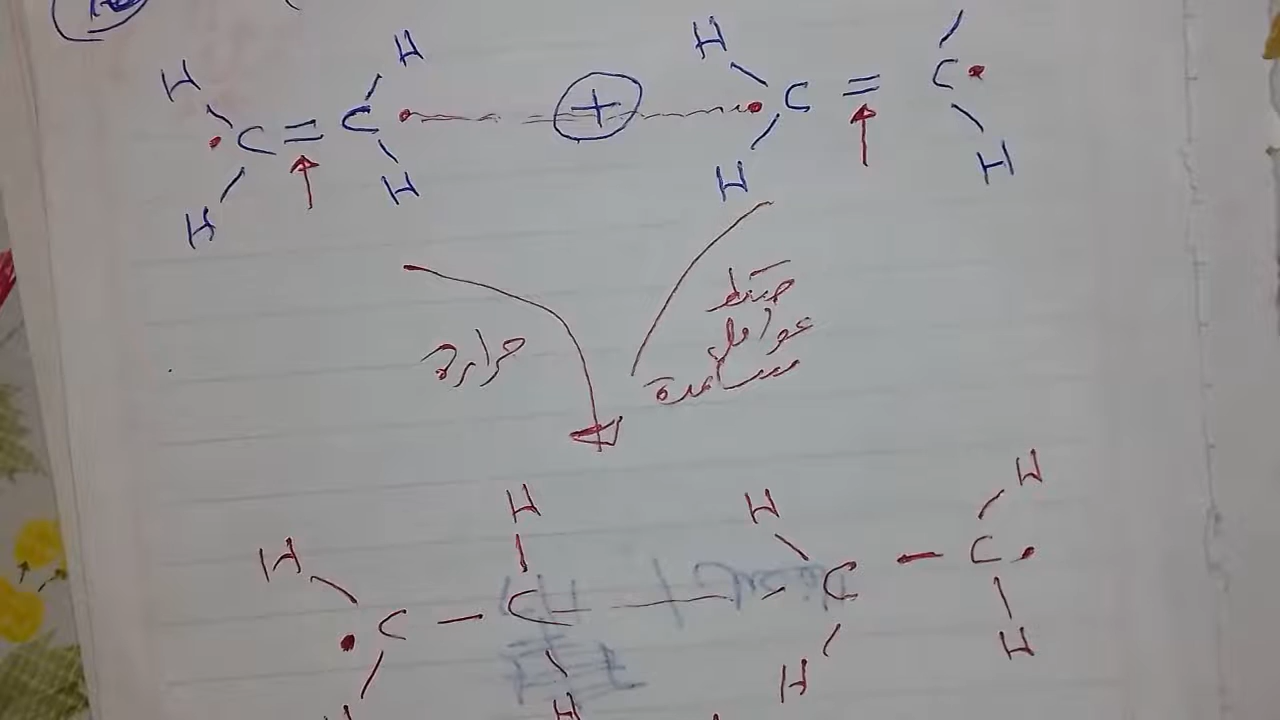 H H H
C = C + C = C
H H H H
حرارة
ضغط
عوامل
مساعدة
H H H H
C - C - C - C
H H H H